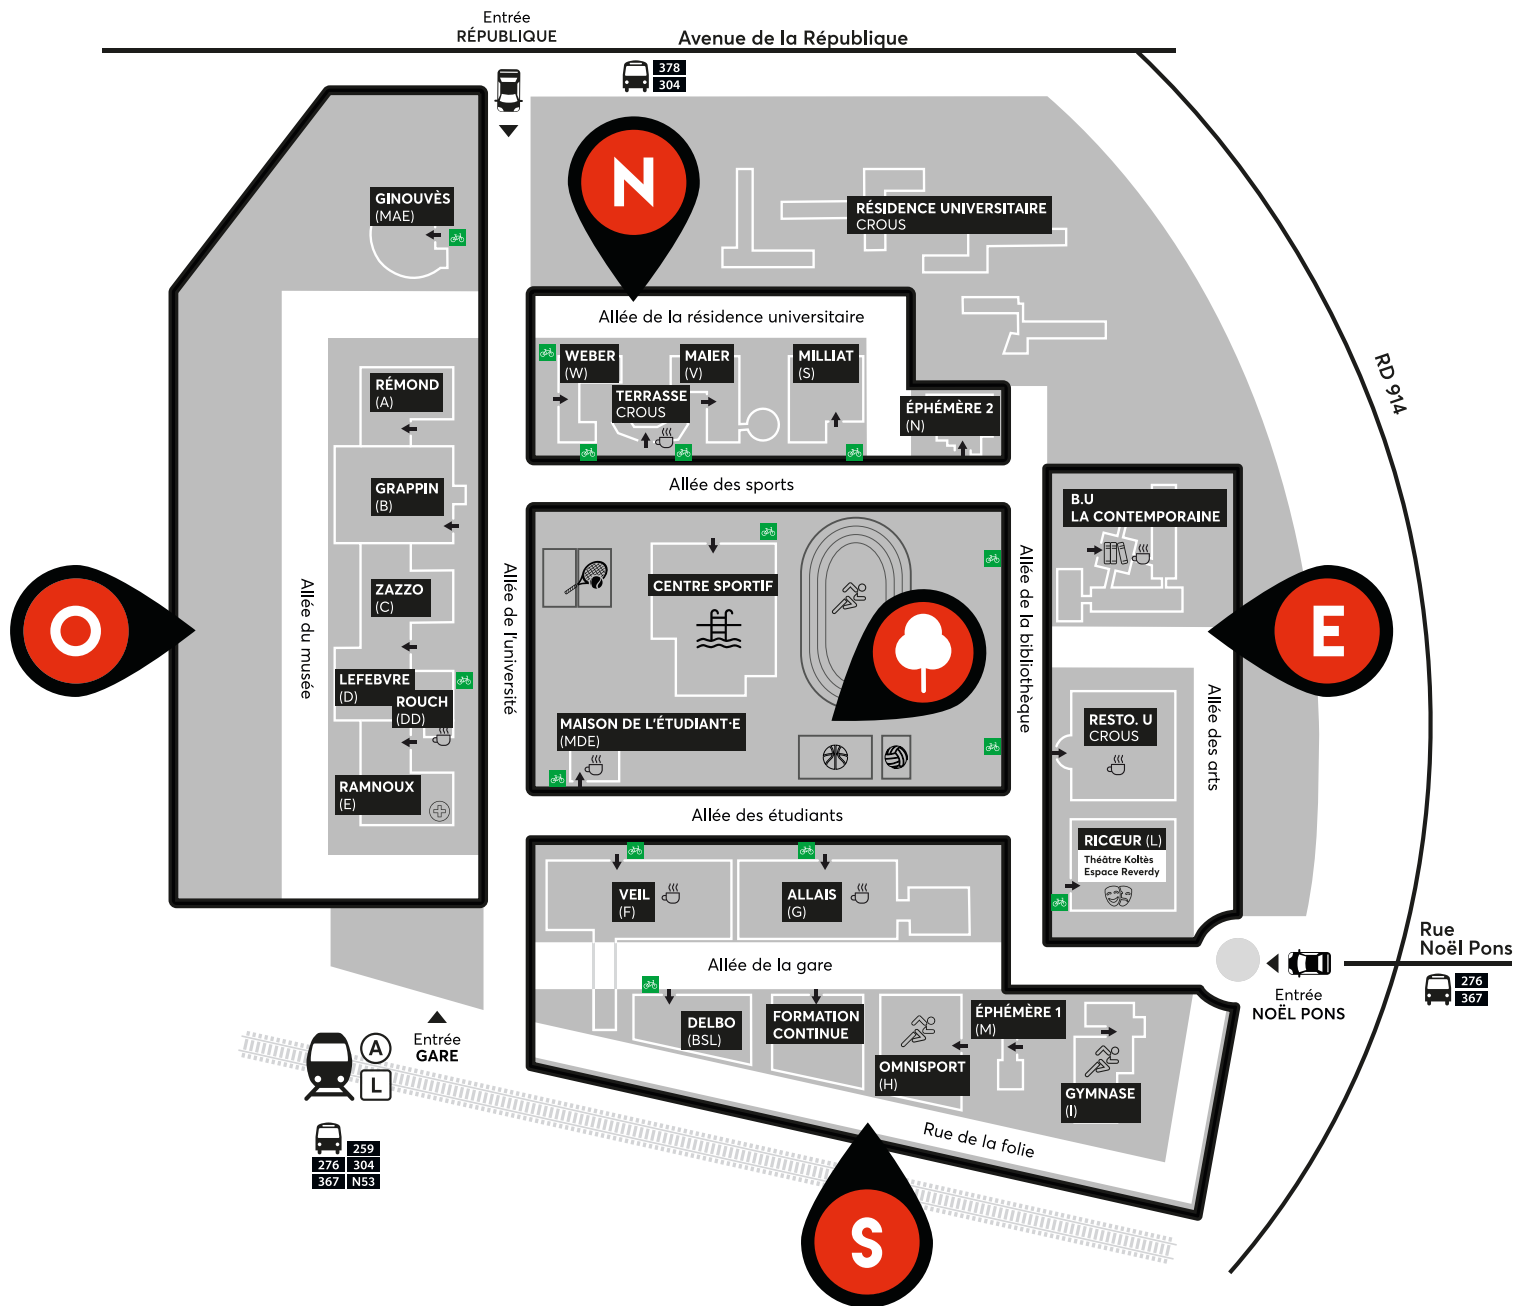 Entrée
RÉPUBLIQUE
Avenue de la République
378
304
N
GINOUVÈS
(MAE)
RÉSIDENCE UNIVERSITAIRE
CROUS
Allée de la résidence universitaire
WEBER
(W)
MAIER
(V)
MILLIAT
(S)
TERRASSE
CROUS
ÉPHÉMÈRE 2
(N)
RD 914
RÉMOND
(A)
Allée des sports
GRAPPIN
(B)
B.U
LA CONTEMPORAINE
ZAZZO
(C)
CENTRE SPORTIF
O
E
Allée du musée
Allée de l'université
Allée de la bibliothèque
Allée des arts
LEFEBVRE
(D)
ROUCH
(DD)
MAISON DE L'ÉTUDIANT·E
(MDE)
RESTO. U
CROUS
RAMNOUX
(E)
Allée des étudiants
RICŒUR (L)
Théâtre Koltès
Espace Reverdy
VEIL
(F)
ALLAIS
(G)
Rue
Noël Pons
276
367
Allée de la gare
Entrée
NOËL PONS
DELBO
(BSL)
FORMATION
CONTINUE
ÉPHÉMÈRE 1
(M)
OMNISPORT
(H)
GYMNASE
(I)
Entrée
GARE
A
L
259
276 304
367 N53
Rue de la folie
S